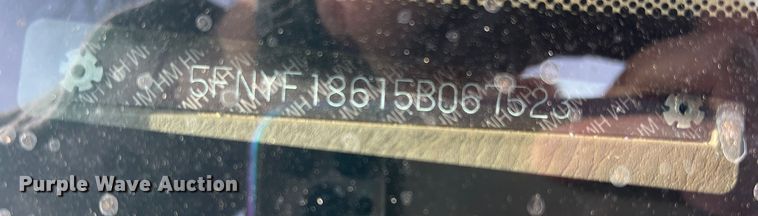 5FNYF18615B067523
Purple Wave Auction